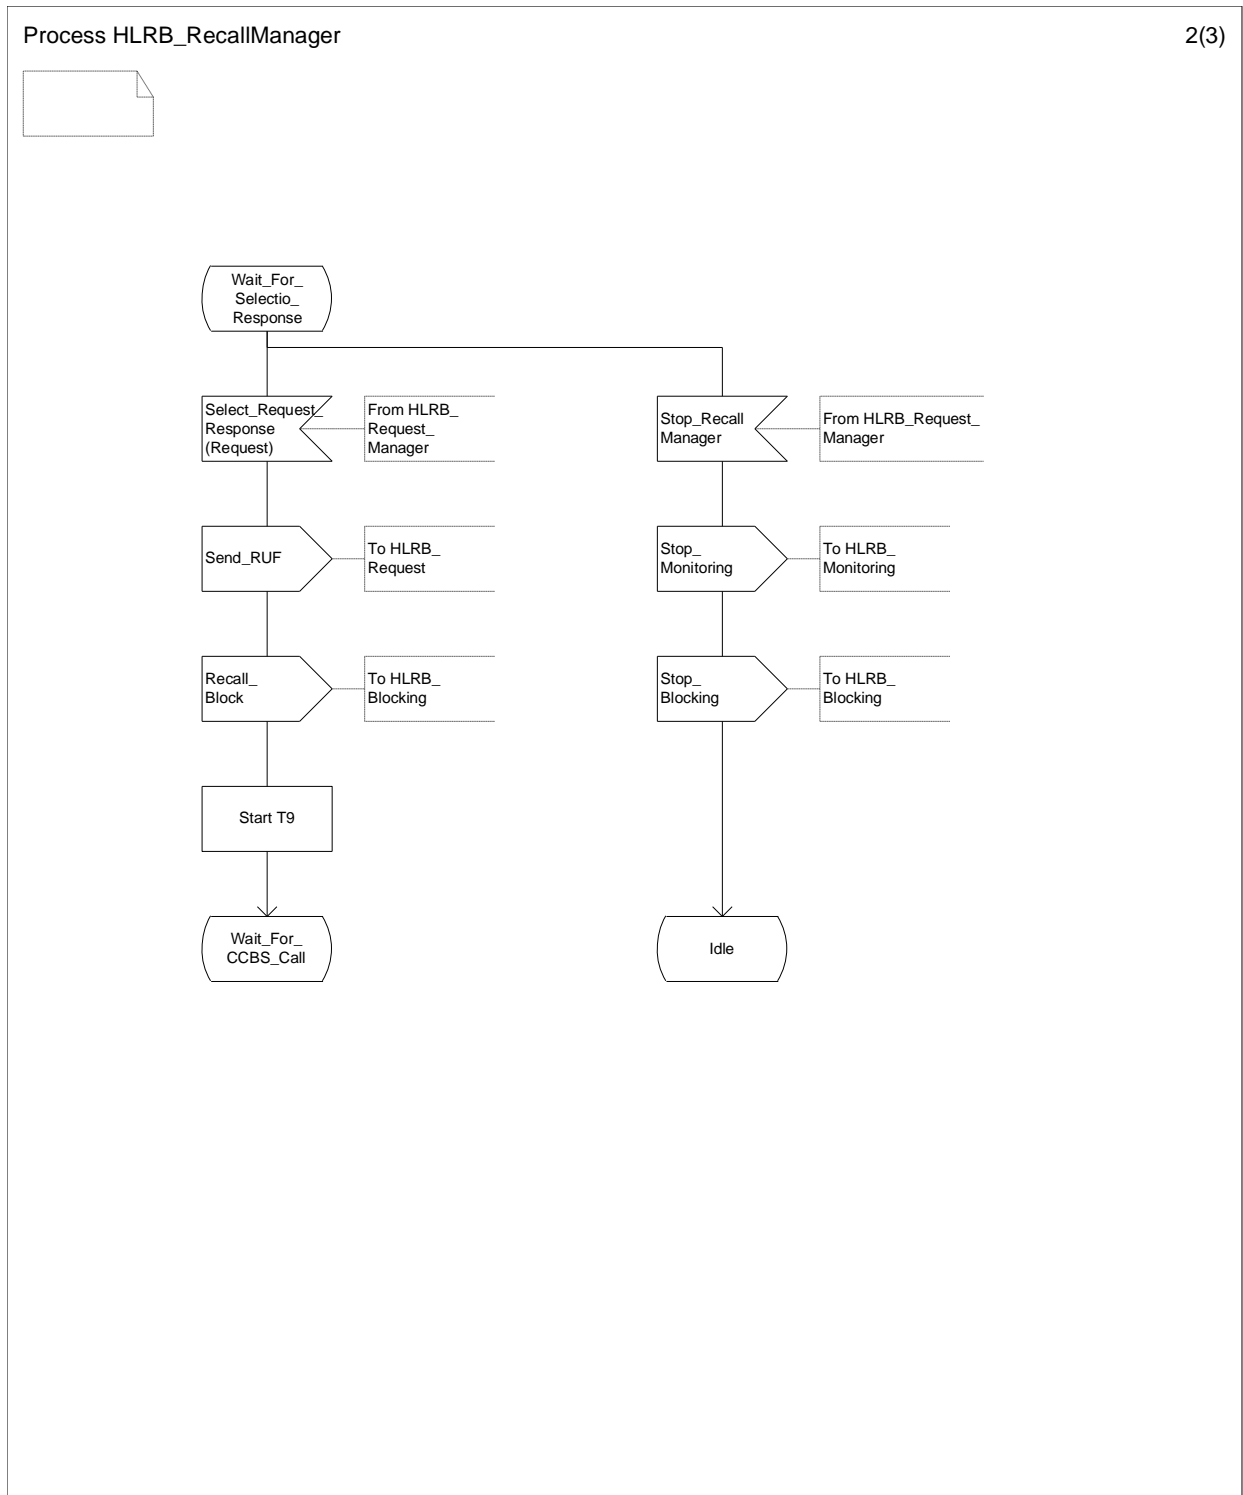 Process HLRB_RecallManager
2(3)
Wait_For_
Selectio_
Response
Select_Request_
Response
(Request)
From HLRB_
Request_
Manager
Stop_Recall
Manager
From HLRB_Request_
Manager
Send_RUF
To HLRB_
Request
Stop_
Monitoring
To HLRB_
Monitoring
Recall_
Block
To HLRB_
Blocking
Stop_
Blocking
To HLRB_
Blocking
Start T9
Wait_For_
CCBS_Call
Idle